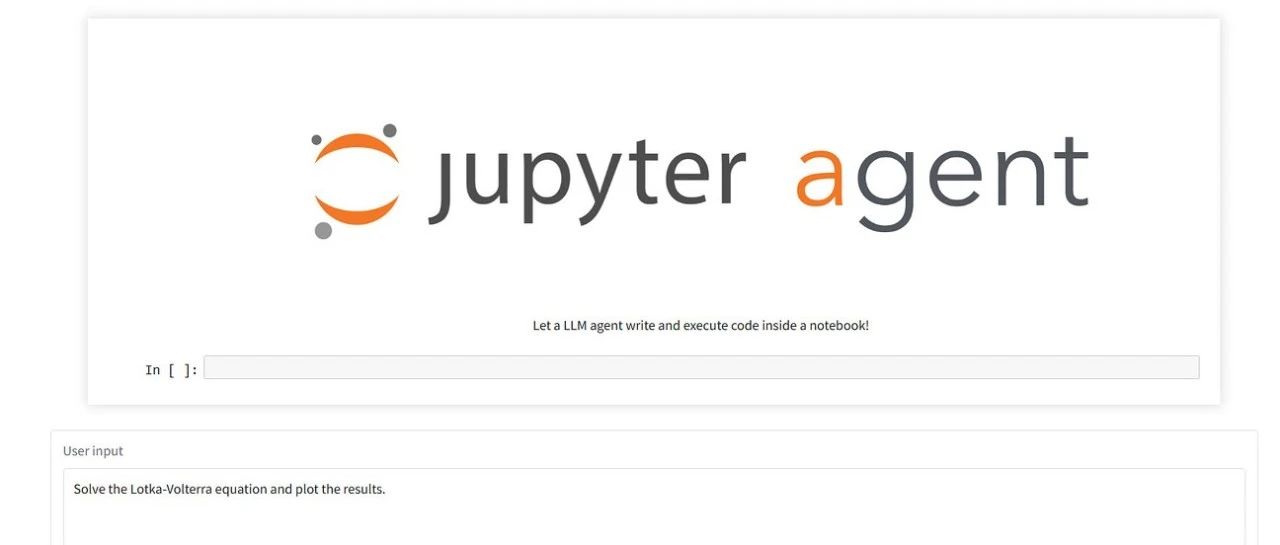 jupyter agent
Let a LLM agent write and execute code inside a notebook!
In [ ]:
User input
Solve the Lotka-Volterra equation and plot the results.